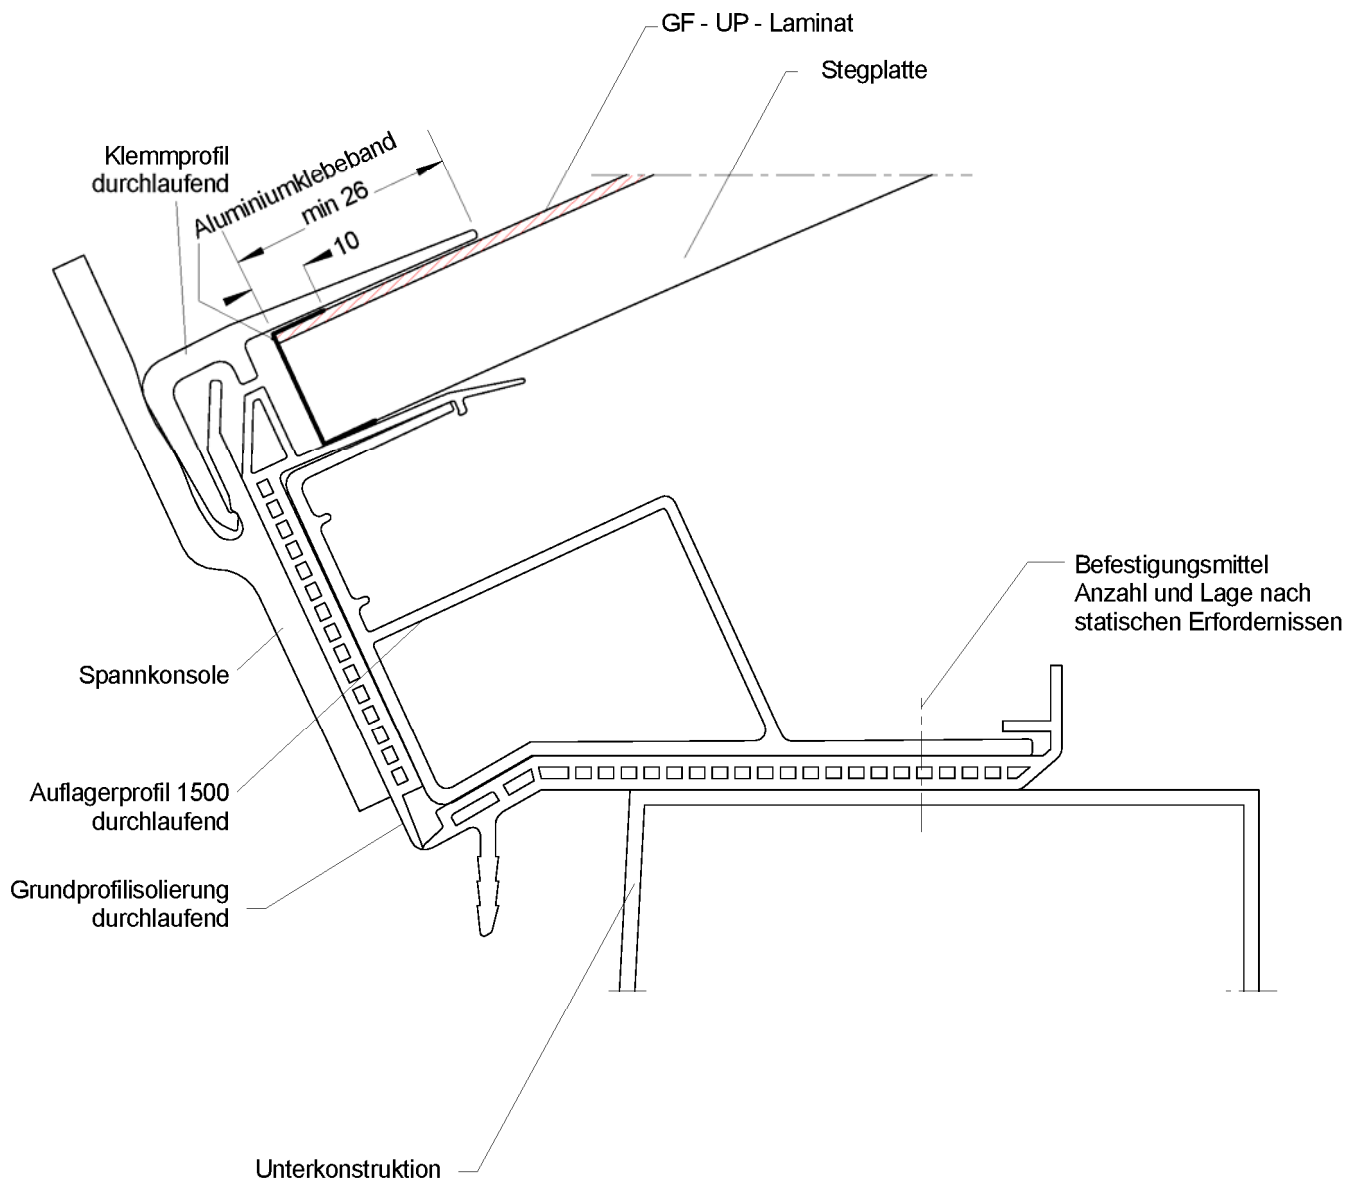 GF - UP - Laminat
Stegplatte
Klemmprofil
durchlaufend
Aluminiumklebeband
min 26
10
Befestigungsmittel
Anzahl und Lage nach
statischen Erfordernissen
Spannkonsole
Auflagerprofil 1500
durchlaufend
Grundprofilisolierung
durchlaufend
Unterkonstruktion